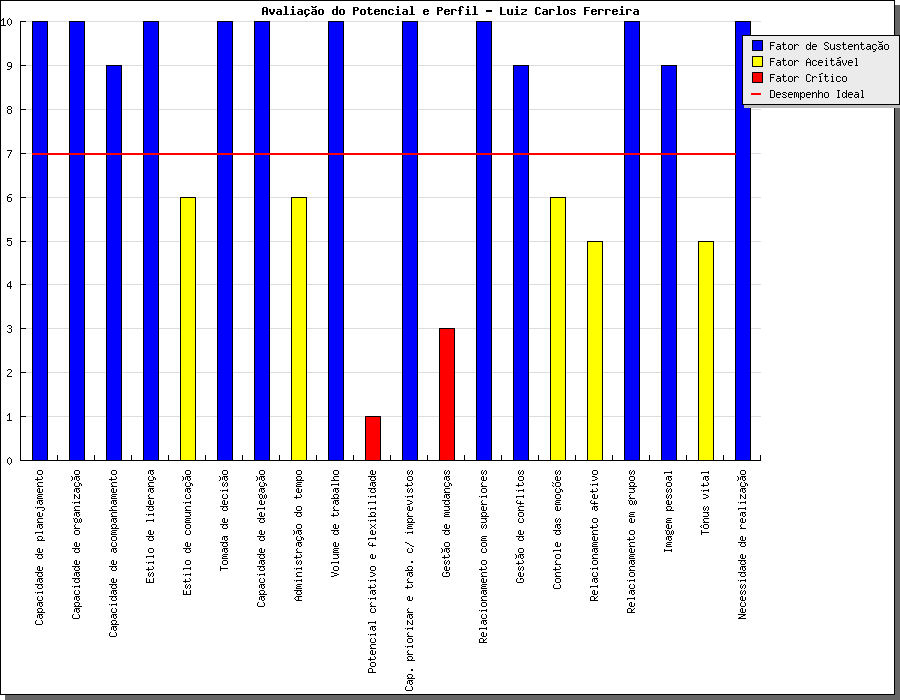 Avaliação do Potencial e Perfil - Luiz Carlos Ferreira
10
9
8
7
6
5
4
3
2
1
0
Fator de Sustentação
Fator Aceitável
Fator Crítico
Desempenho Ideal
Capacidade de planejamento
Capacidade de organização
Capacidade de acompanhamento
Estilo de liderança
Estilo de comunicação
Tomada de decisão
Capacidade de delegação
Administração do tempo
Volume de trabalho
Potencial criativo e flexibilidade
Cap. priorizar e trab. c/ imprevistos
Gestão de mudanças
Relacionamento com superiores
Gestão de conflitos
Controle das emoções
Relacionamento afetivo
Relacionamento em grupos
Imagem pessoal
Tônus vital
Necessidade de realização